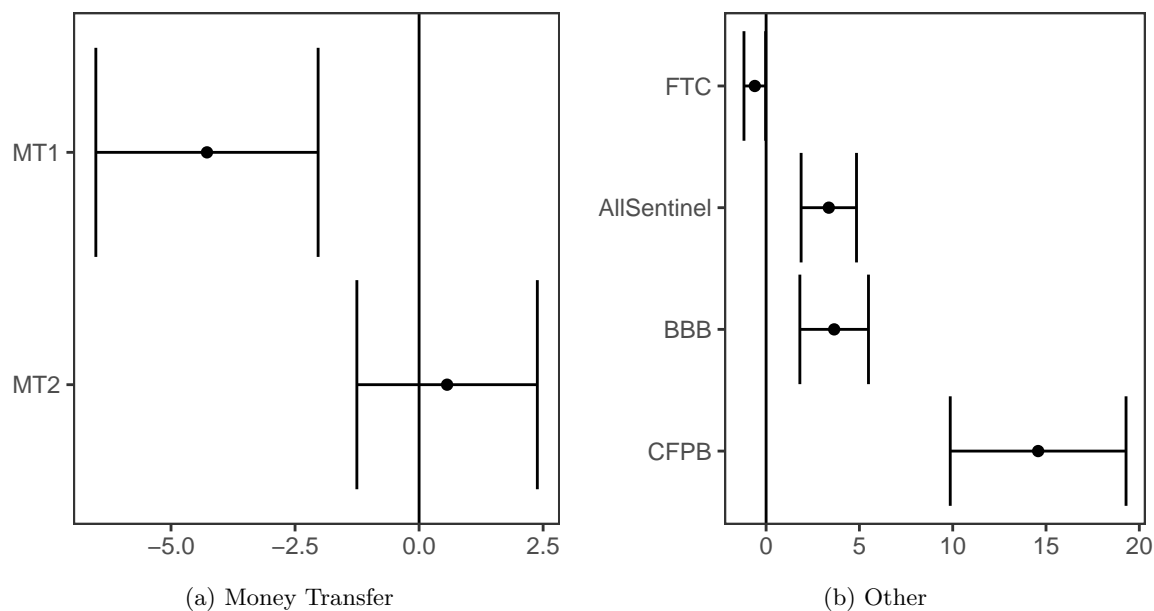 MT1
MT2
−5.0 −2.5 0.0 2.5
(a) Money Transfer
FTC
AllSentinel
BBB
CFPB
0 5 10 15 20
(b) Other